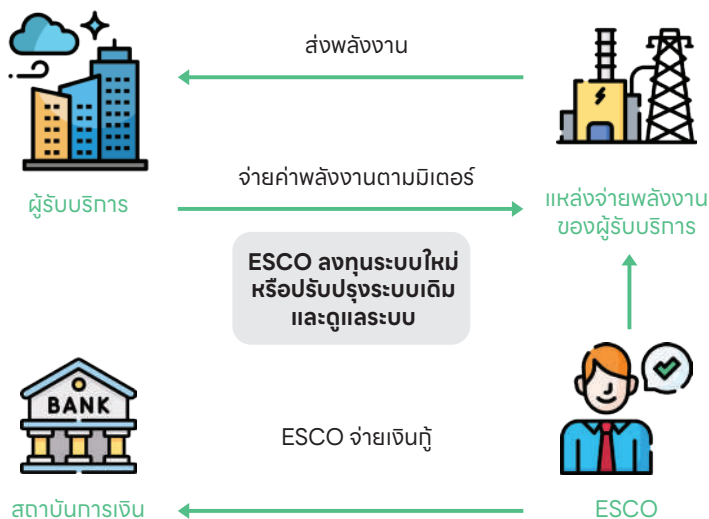 ส่งพลังงาน
จ่ายค่าพลังงานตามมิเตอร์
ผู้รับบริการ
แหล่งจ่ายพลังงาน
ของผู้รับบริการ
ESCO ลงทุนระบบใหม่
หรือปรับปรุงระบบเดิม
และดูแลระบบ
BANK
ESCO จ่ายเงินกู้
สถาบันการเงิน
ESCO